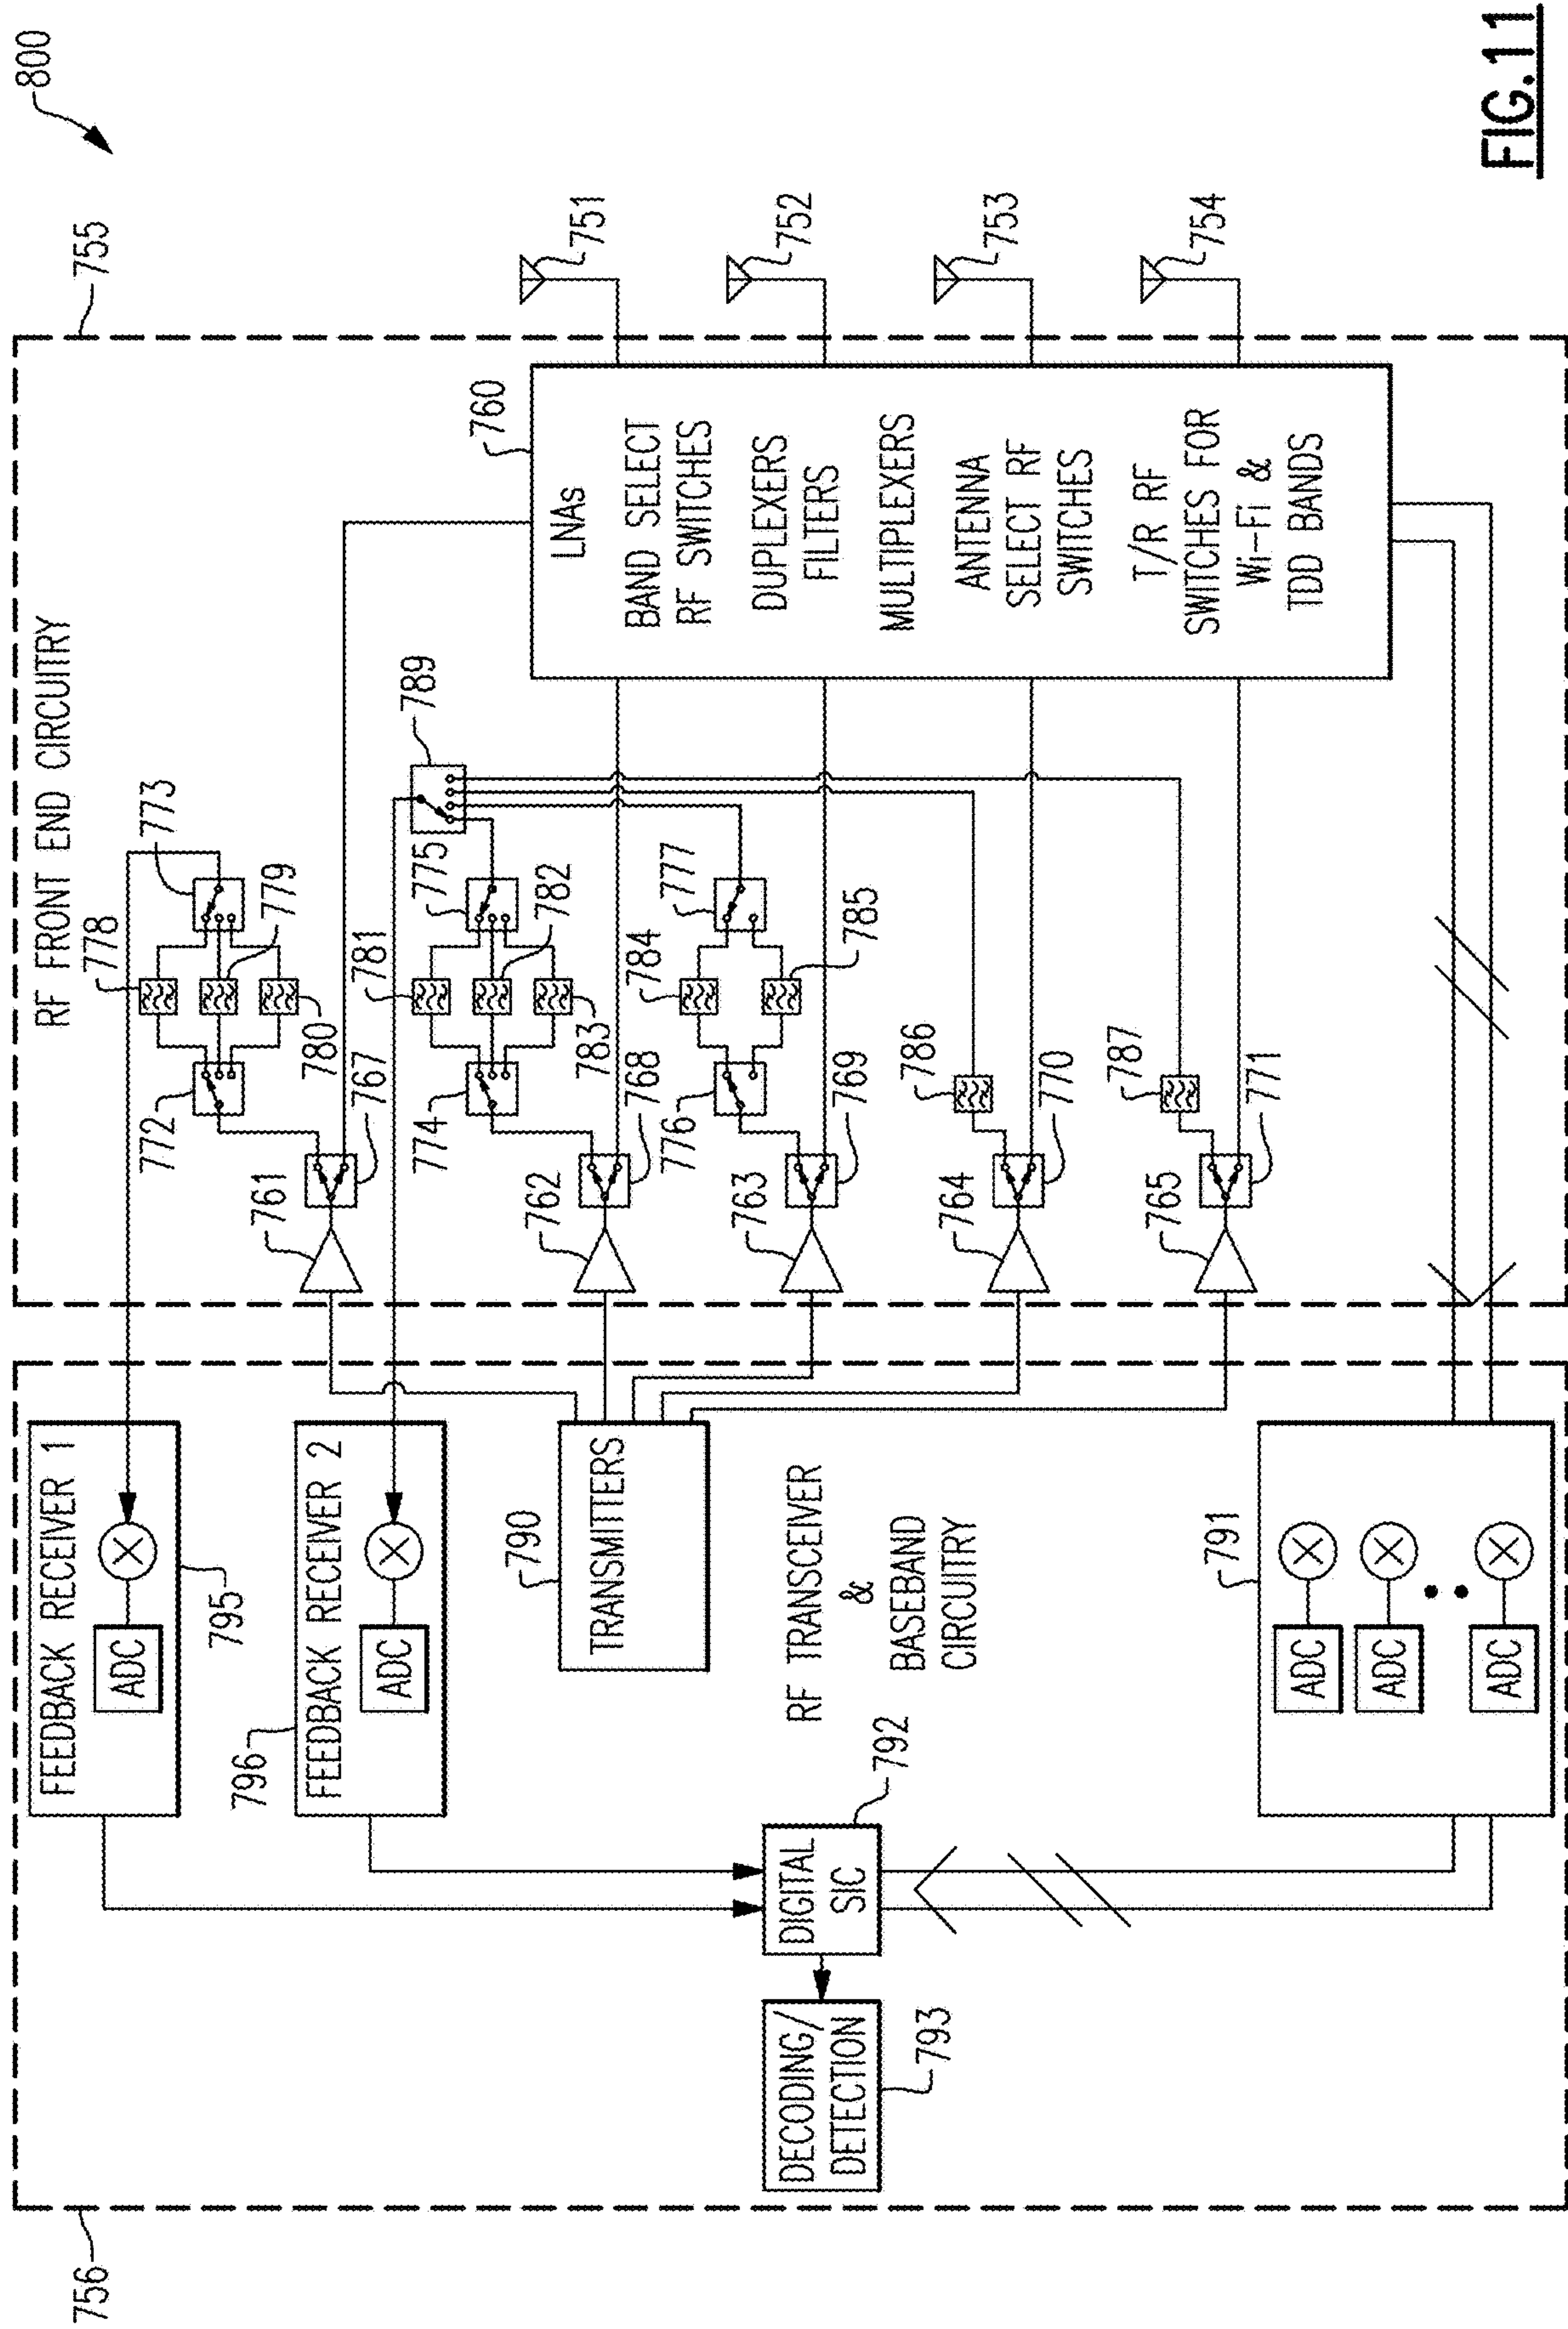 800
756
755
RF FRONT END CIRCUITRY
FEEDBACK RECEIVER 1
ADC
795
778
773
779
780
772
761
767
796
FEEDBACK RECEIVER 2
ADC
789
781
775
782
783
774
762
768
790
TRANSMITTERS
784
777
785
776
763
769
RF TRANSCEIVER
&
BASEBAND
CIRCUITRY
786
764
770
787
765
771
760
LNAs
BAND SELECT
RF SWITCHES
DUPLEXERS
FILTERS
MULTIPLEXERS
ANTENNA
SELECT RF
SWITCHES
T/R RF
SWITCHES FOR
Wi-Fi &
TDD BANDS
751
752
753
754
792
DIGITAL
SIC
DECODING/
DETECTION
793
791
ADC
ADC
ADC
FIG.11